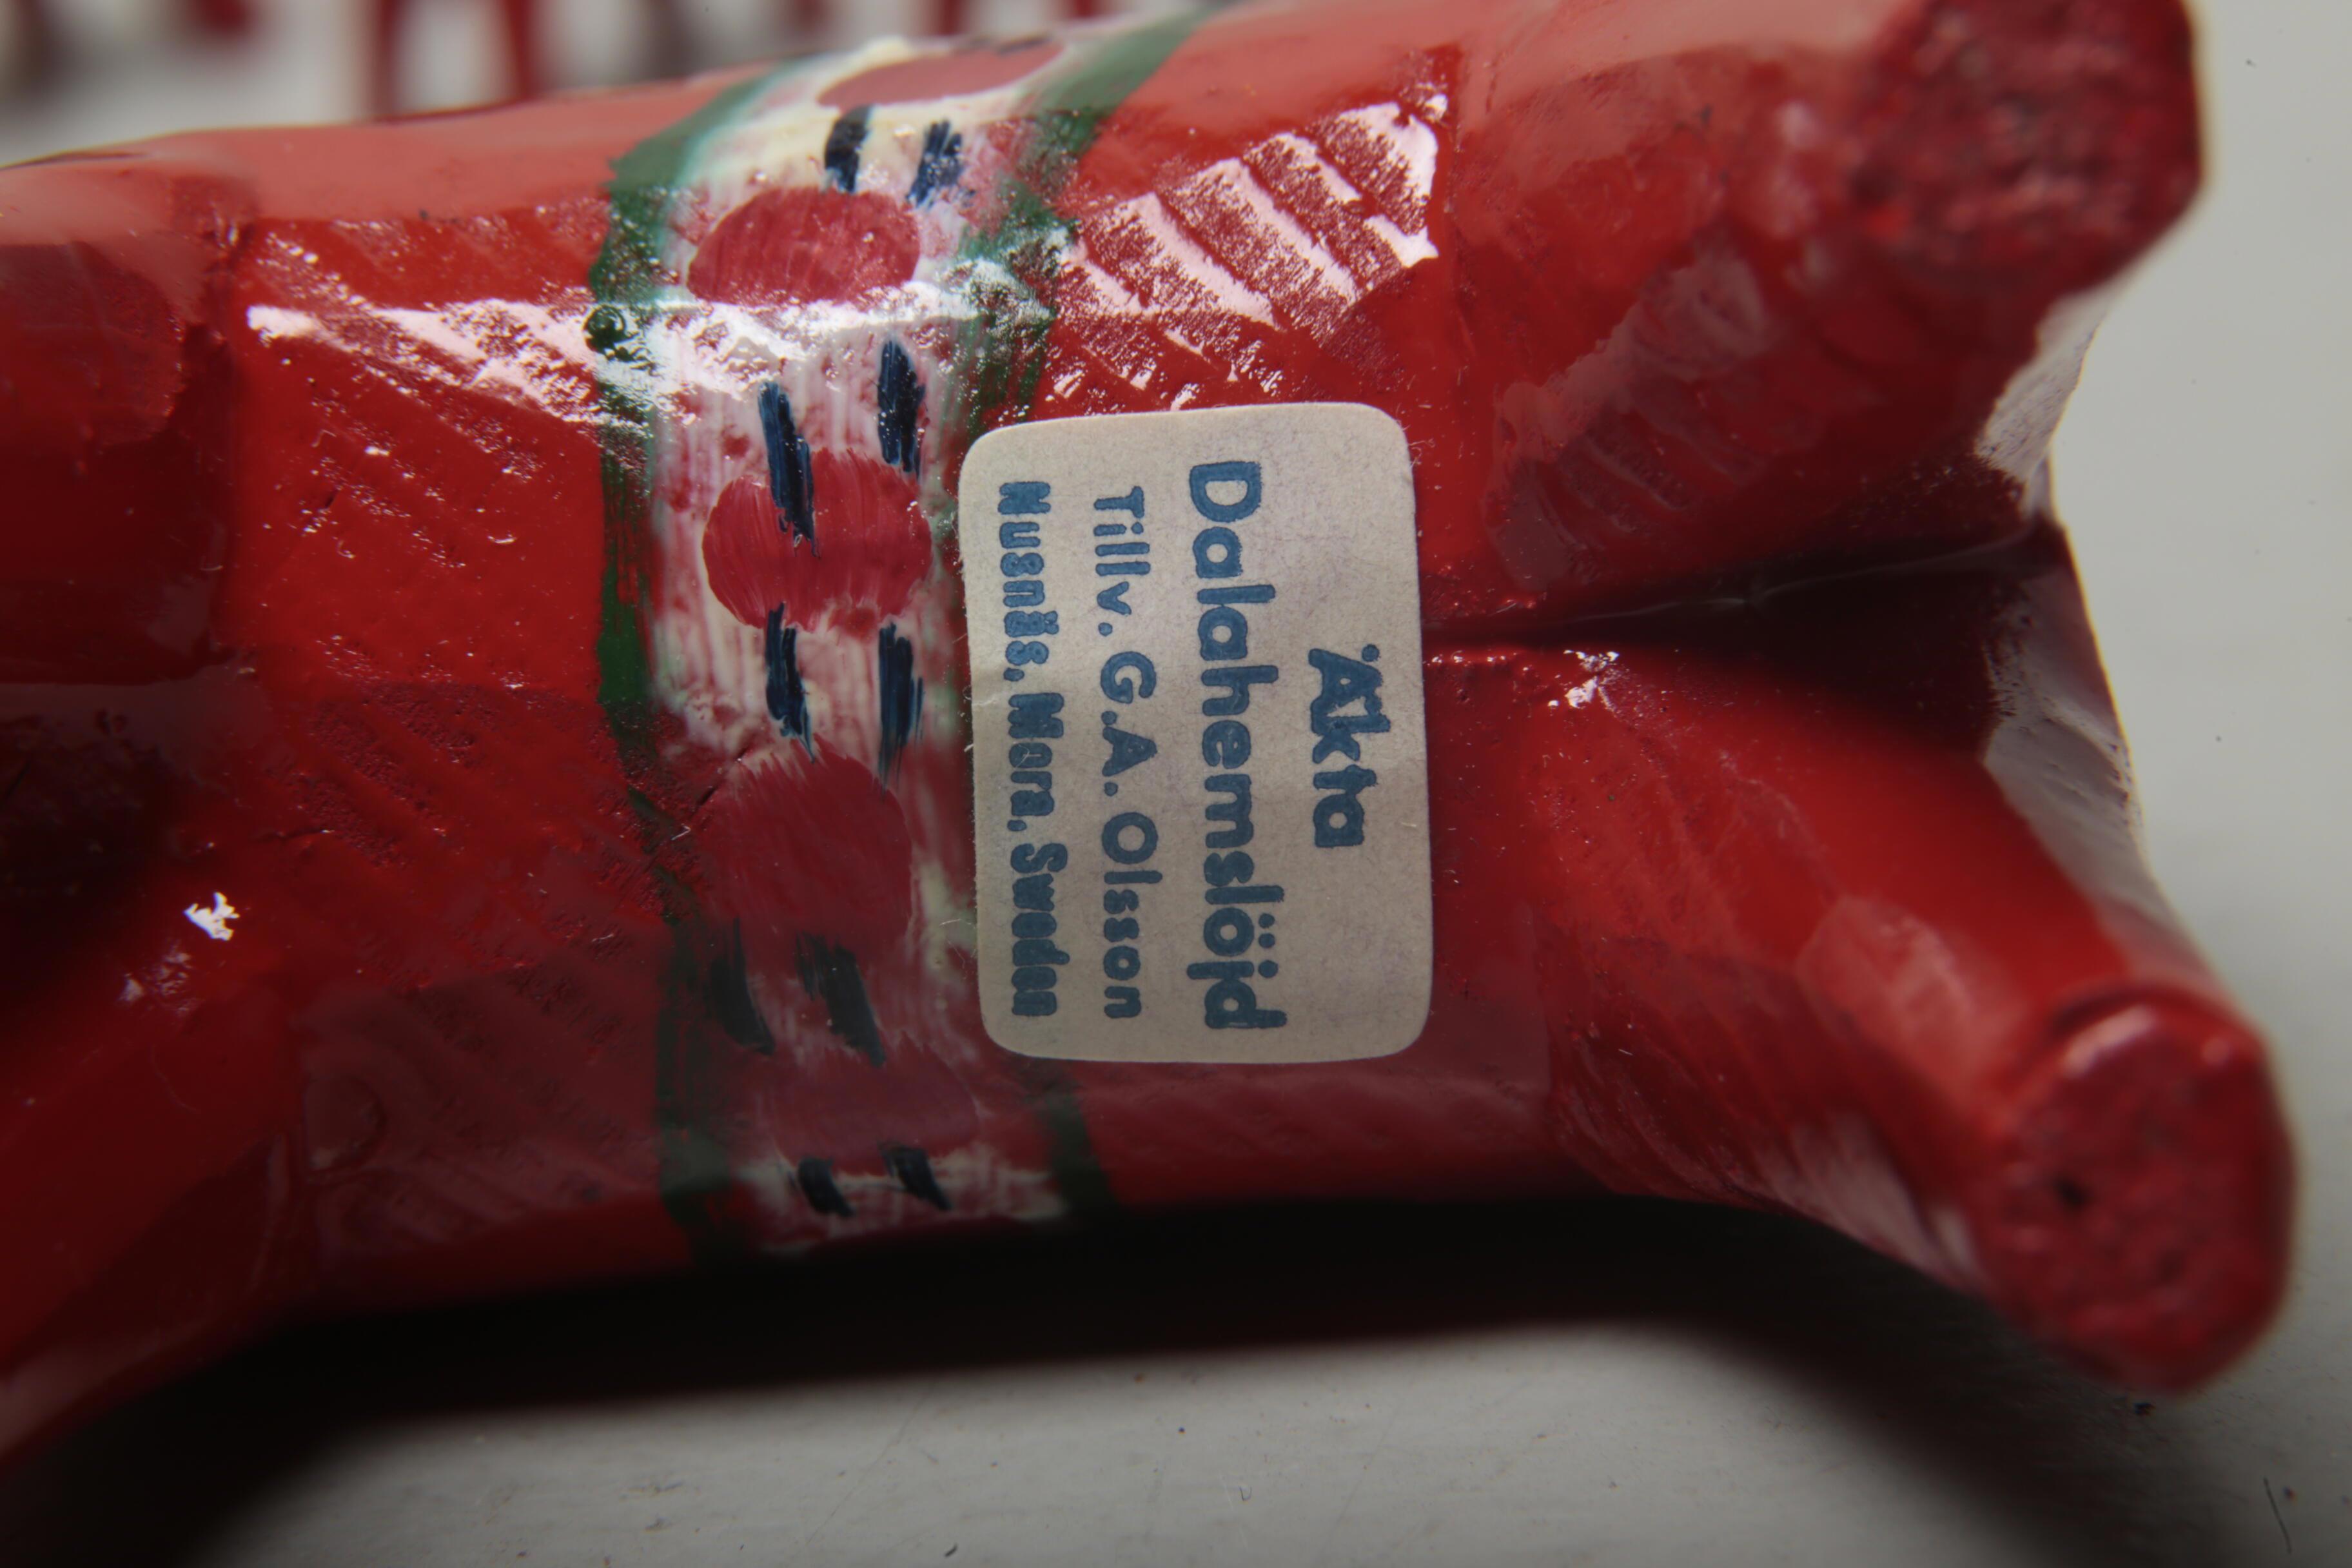 Äkta
Dalahemslöjd
Tillv. G.A. Olsson
Nusnäs, Mora, Sweden